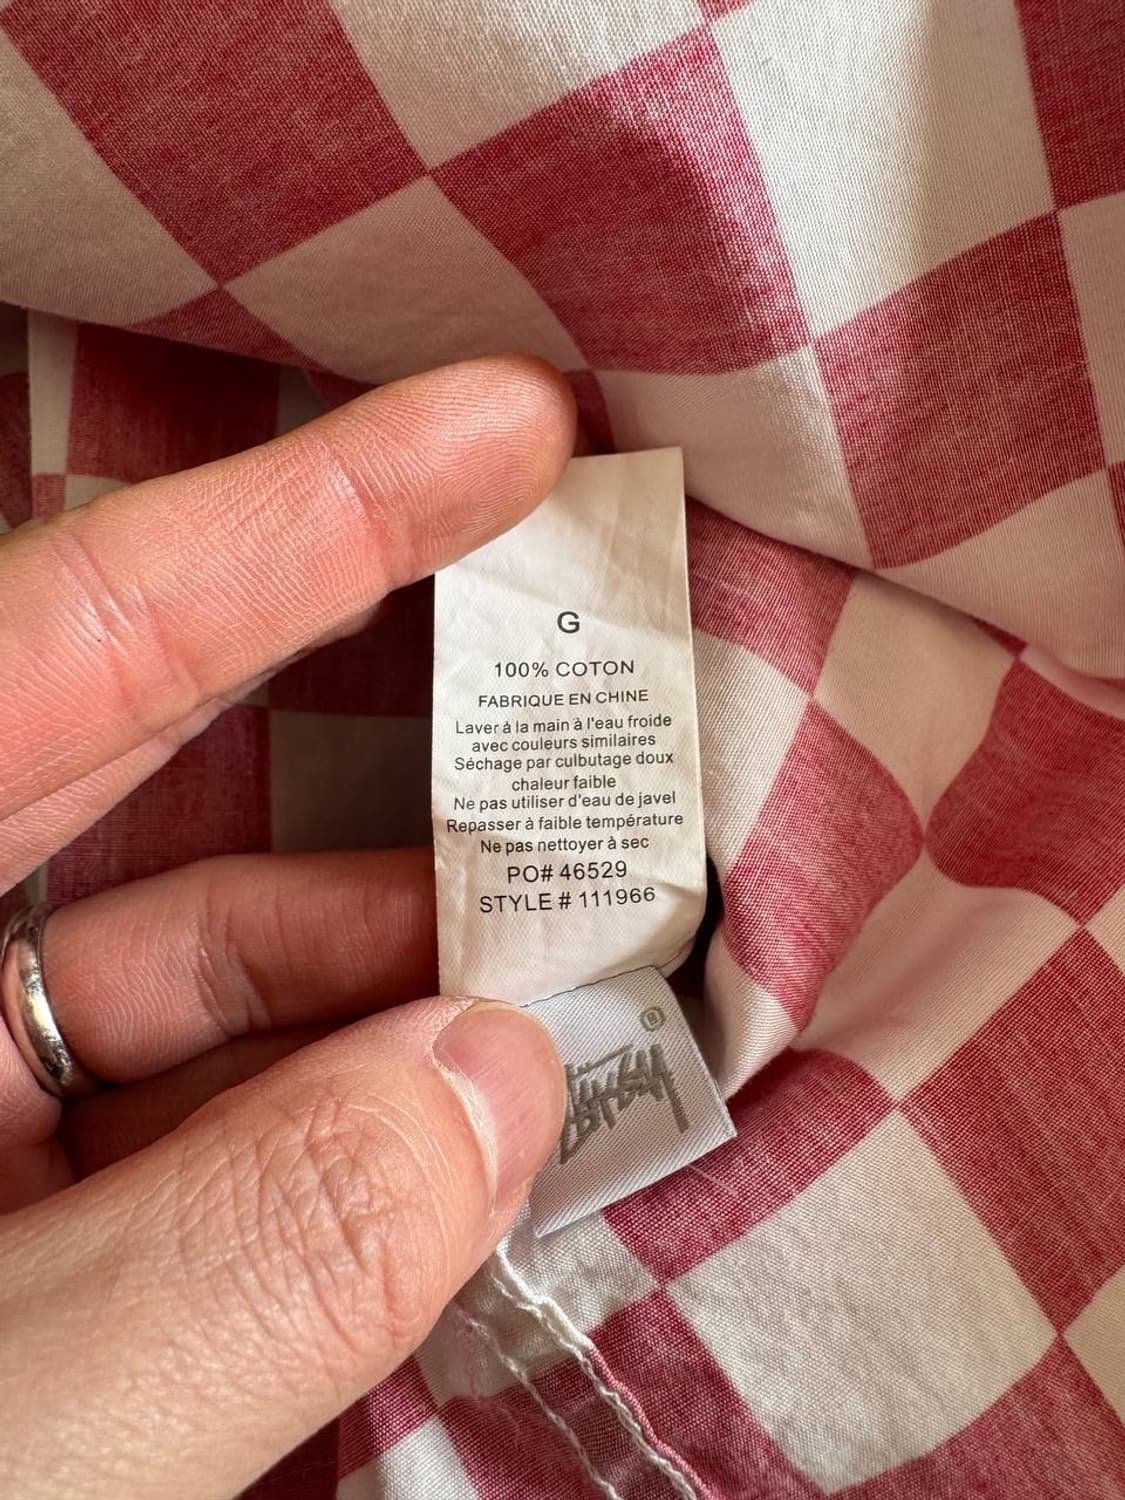 G
100% COTON
FABRIQUE EN CHINE
Laver à la main à l'eau froide
avec couleurs similaires
Séchage par culbutage doux
chaleur faible
Ne pas utiliser d'eau de javel
Repasser à faible température
Ne pas nettoyer à sec
PO# 46529
STYLE # 111966
®